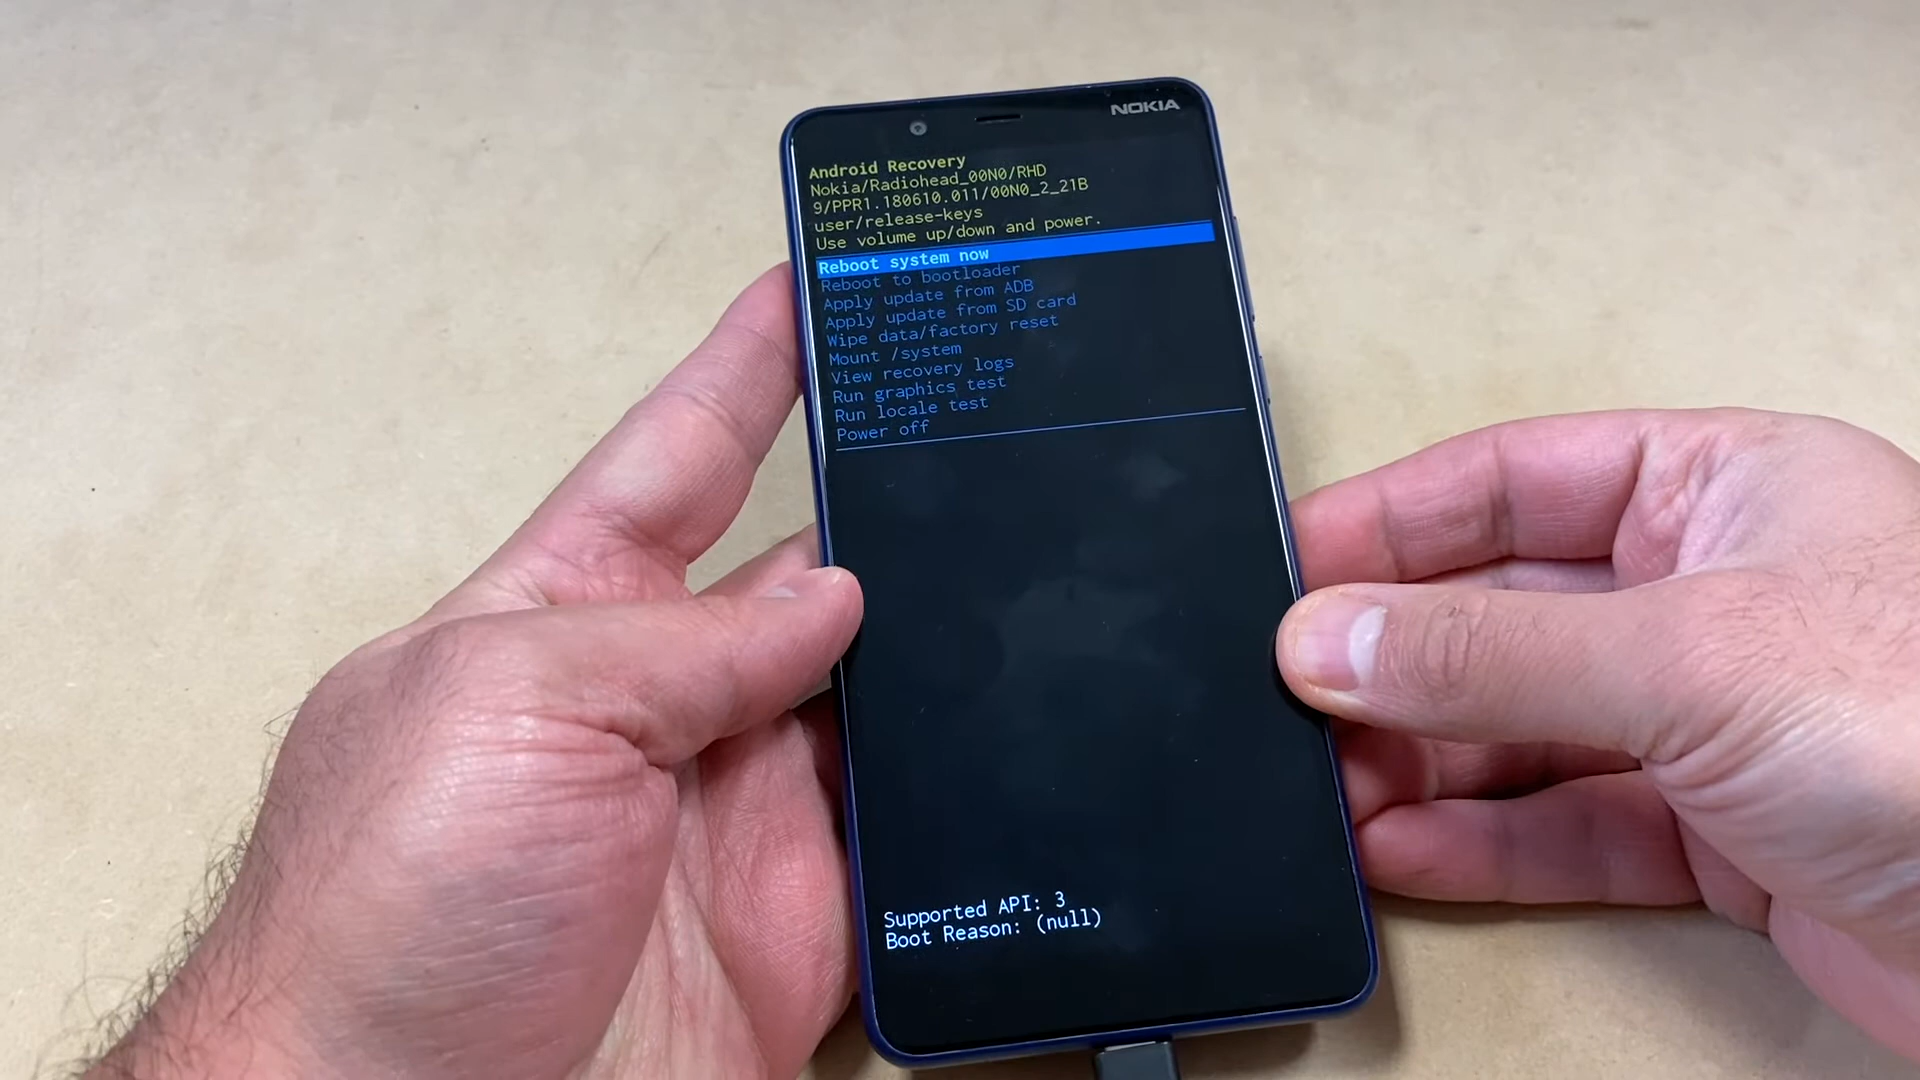 NOKIA
Android Recovery
Nokia/Radiohead_00N0/RHD
9/PPR1.180610.011/00N0_2_21B
user/release-keys
Use volume up/down and power.
Reboot system now
Reboot to bootloader
Apply update from ADB
Apply update from SD card
Wipe data/factory reset
Mount /system
View recovery logs
Run graphics test
Run locale test
Power off
Supported API: 3
Boot Reason: (null)